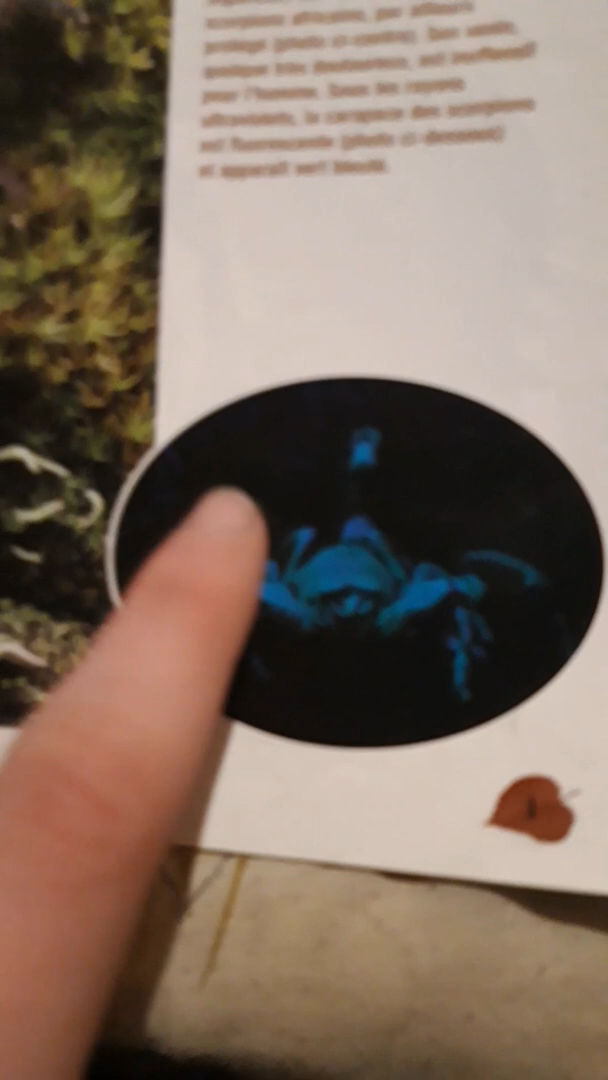 scorpions africains, par ailleurs
protégé (photo ci-contre). Son venin,
quoique très douloureux, est inoffensif
pour l'homme. Sous les rayons
ultraviolets, la carapace des scorpions
est fluorescente (photo ci-dessous)
et apparaît vert bleuté.